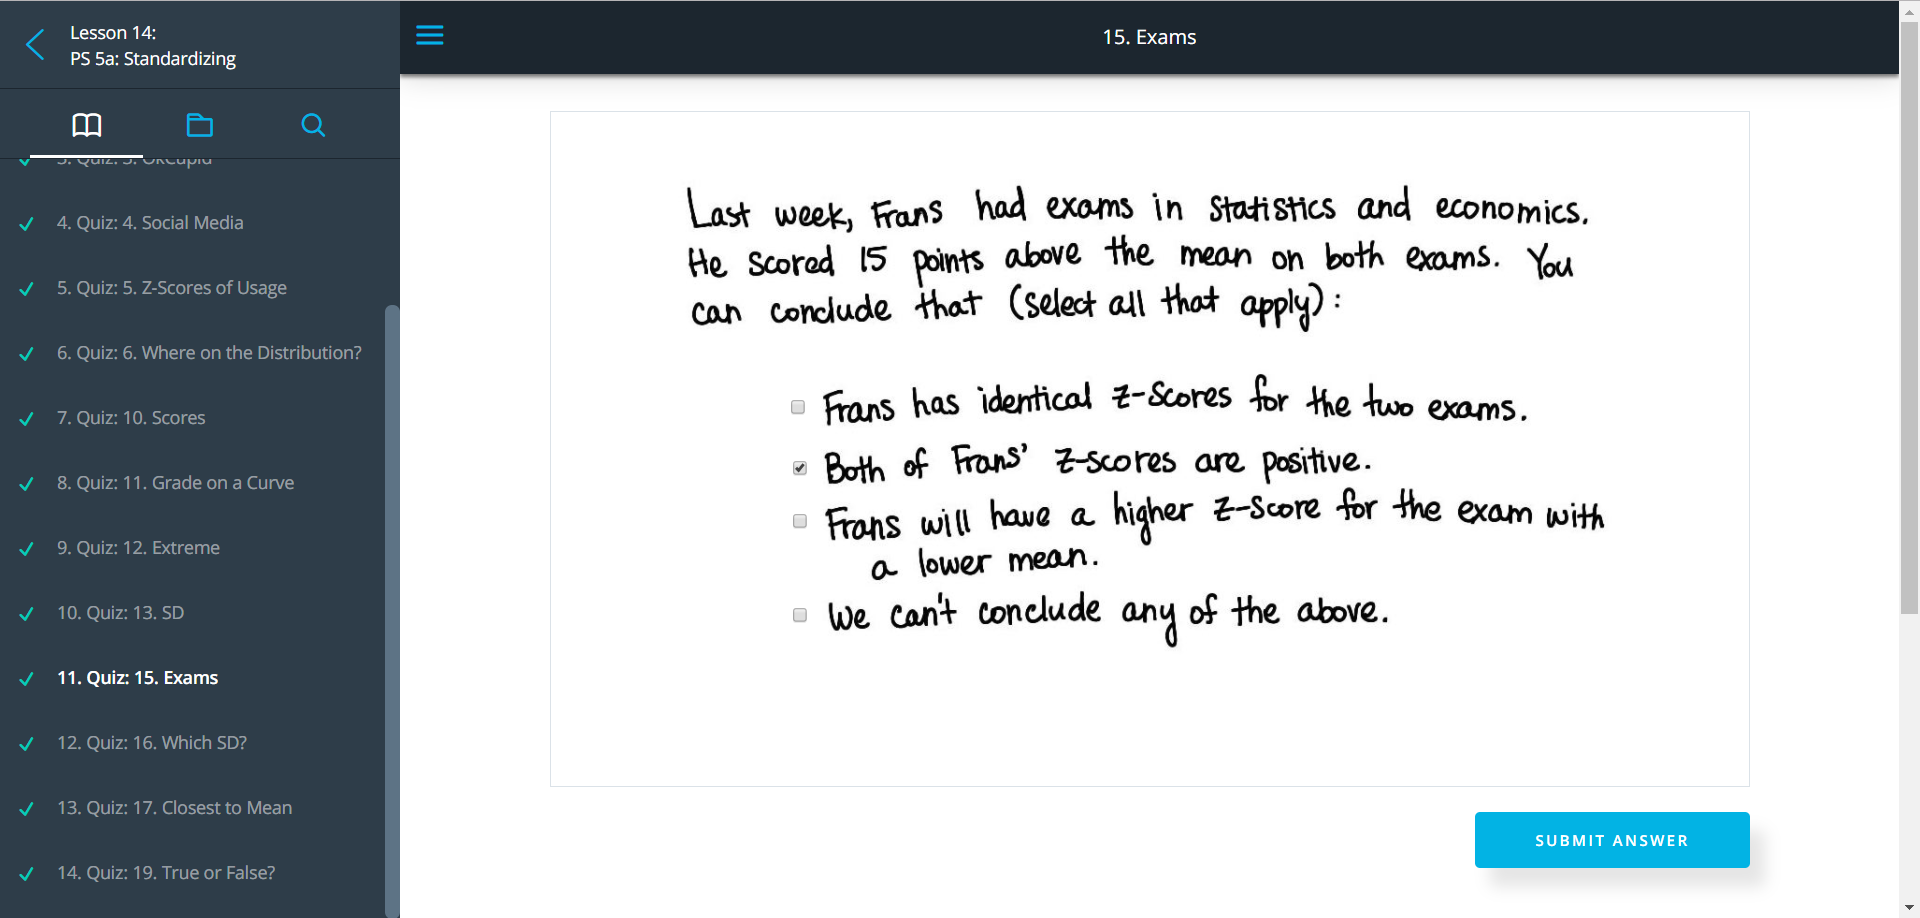 Lesson 14:
PS 5a: Standardizing
3. Quiz: 3. OkCupid
4. Quiz: 4. Social Media
5. Quiz: 5. Z-Scores of Usage
6. Quiz: 6. Where on the Distribution?
7. Quiz: 10. Scores
8. Quiz: 11. Grade on a Curve
9. Quiz: 12. Extreme
10. Quiz: 13. SD
11. Quiz: 15. Exams
12. Quiz: 16. Which SD?
13. Quiz: 17. Closest to Mean
14. Quiz: 19. True or False?
15. Exams
Last week, Frans had exams in statistics and economics.
He scored 15 points above the mean on both exams. You
can conclude that (select all that apply):
Frans has identical z-scores for the two exams.
Both of Frans' z-scores are positive.
Frans will have a higher z-score for the exam with
a lower mean.
We can't conclude any of the above.
SUBMIT ANSWER